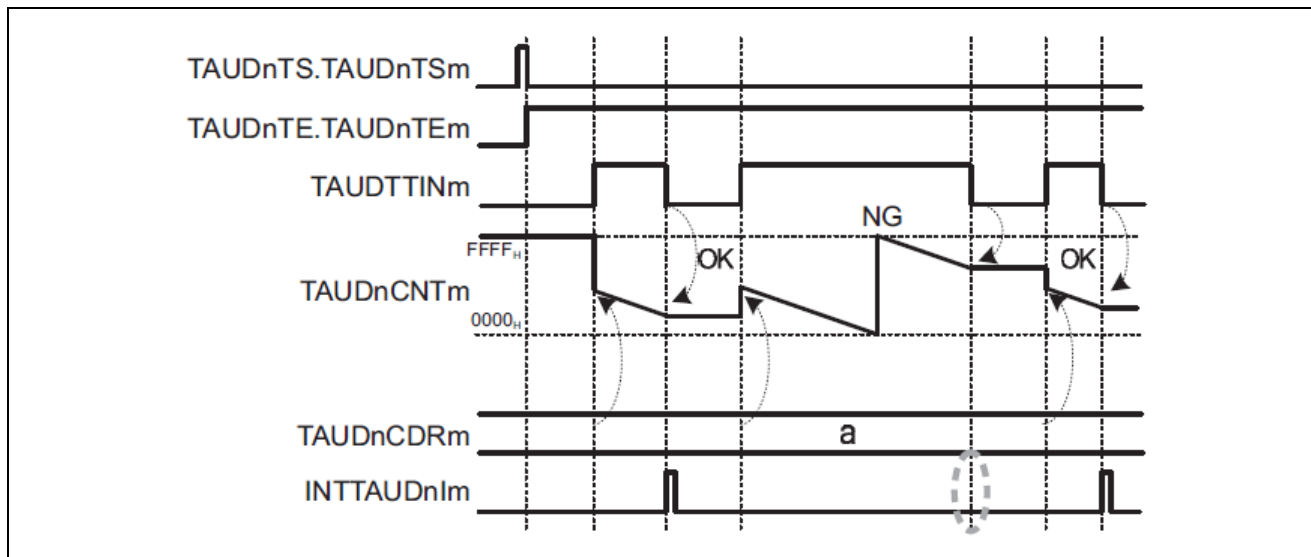 TAUDnTS.TAUDnTSm
TAUDnTE.TAUDnTEm
TAUDTTINm
NG
FFFFH
OK
OK
TAUDnCNTm
0000H
TAUDnCDRm
a
INTTAUDnIm